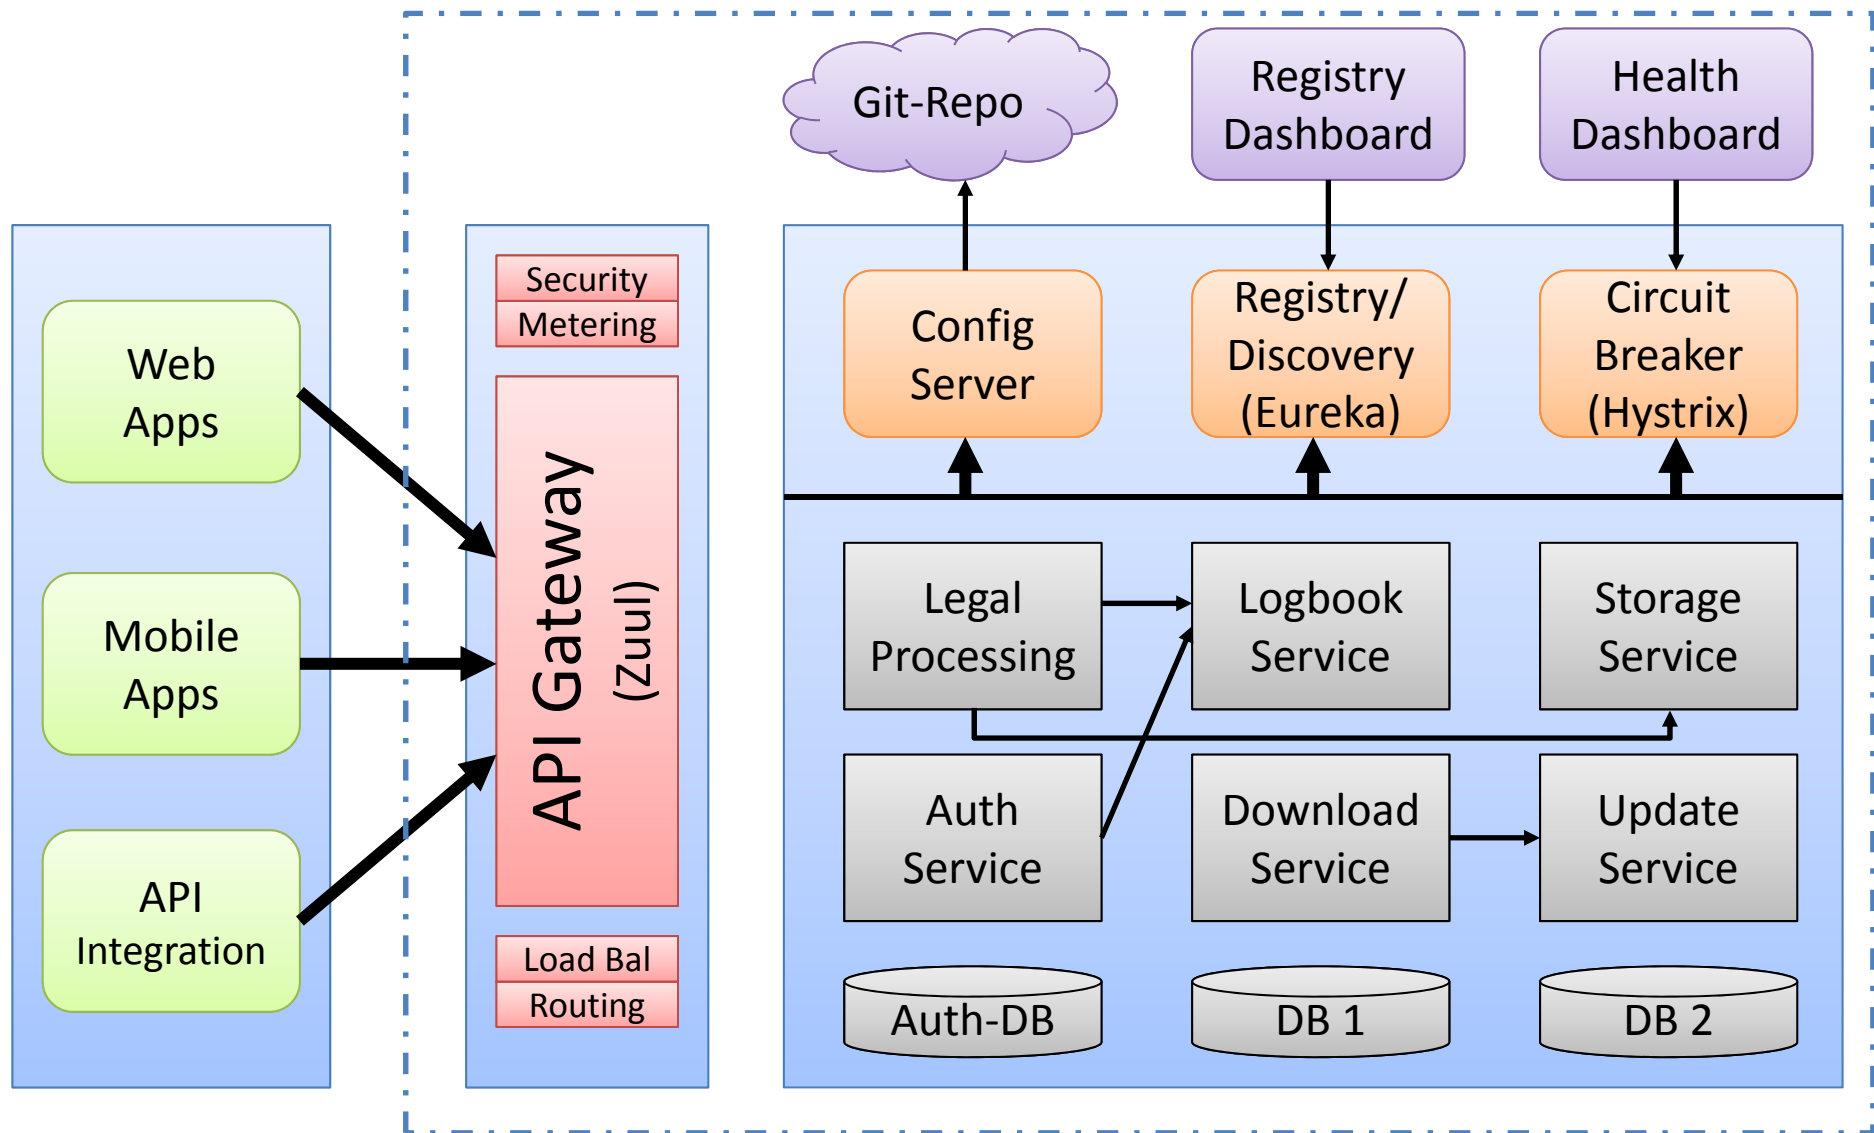 Git-Repo
Registry
Dashboard
Health
Dashboard
Web
Apps
Mobile
Apps
API
Integration
Security
Metering
API Gateway
(Zuul)
Load Bal
Routing
Config
Server
Registry/
Discovery
(Eureka)
Circuit
Breaker
(Hystrix)
Legal
Processing
Logbook
Service
Storage
Service
Auth
Service
Download
Service
Update
Service
Auth-DB
DB 1
DB 2